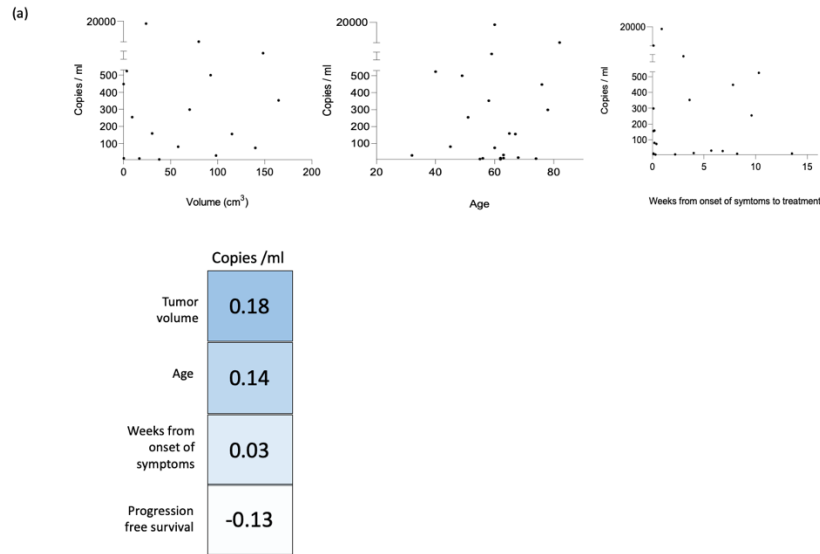 (a)
20000
500
400
300
200
100
Copies / ml
0
50
100
150
200
Volume (cm3)
20000
500
400
300
200
100
Copies / ml
20
40
60
80
Age
20000
500
400
300
200
100
0
Copies / ml
0
5
10
15
Weeks from onset of symtoms to treatment
Copies /ml
Tumor
volume
0.18
Age
0.14
Weeks from
onset of
symptoms
0.03
Progression
free survival
-0.13